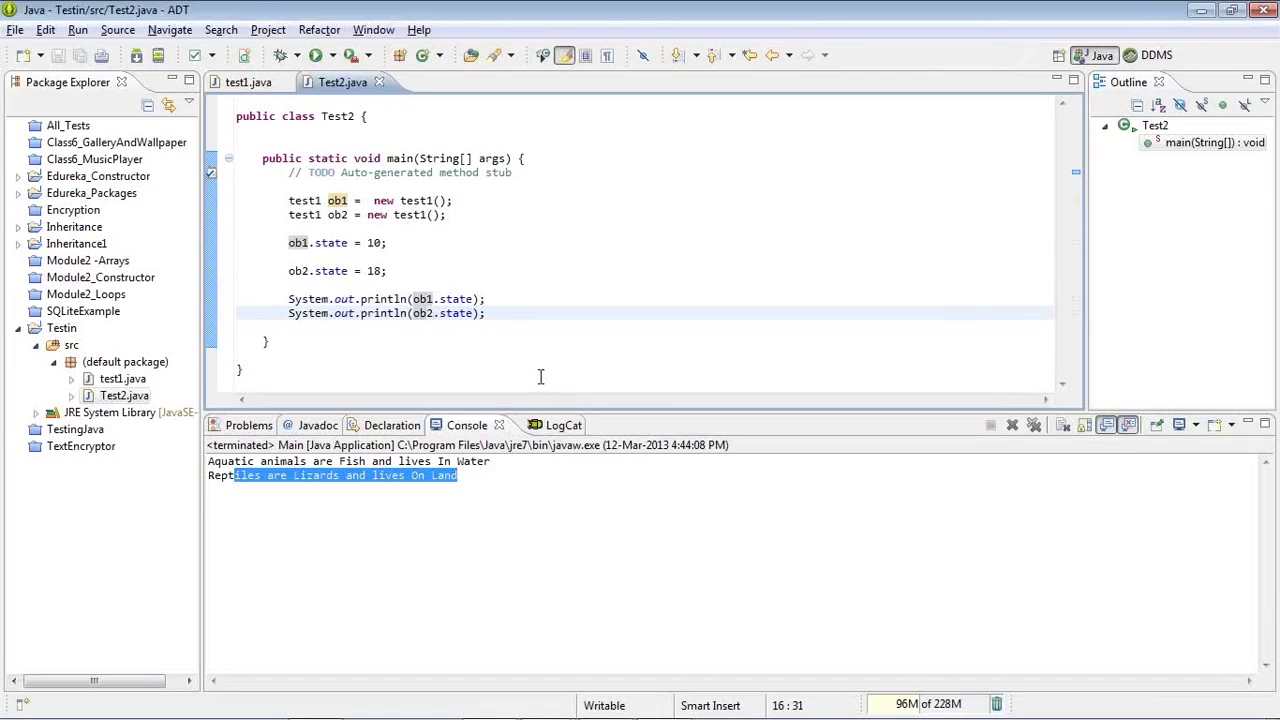 Java - Testin/src/Test2.java - ADT
File Edit Run Source Navigate Search Project Refactor Window Help
Java DDMS
Package Explorer
All_Tests
Class6_GalleryAndWallpaper
Class6_MusicPlayer
Edureka_Constructor
Edureka_Packages
Encryption
Inheritance
Inheritance1
Module2 -Arrays
Module2_Constructor
Module2_Loops
SQLiteExample
Testin
src
(default package)
test1.java
Test2.java
JRE System Library [JavaSE-
TestingJava
TextEncryptor
test1.java Test2.java
public class Test2 {
public static void main(String[] args) {
// TODO Auto-generated method stub
test1 ob1 =  new test1();
test1 ob2 = new test1();
ob1.state = 10;
ob2.state = 18;
System.out.println(ob1.state);
System.out.println(ob2.state);
}
}
Outline
Test2
main(String[]) : void
Problems Javadoc Declaration Console LogCat
<terminated> Main [Java Application] C:\Program Files\Java\jre7\bin\javaw.exe (12-Mar-2013 4:44:08 PM)
Aquatic animals are Fish and lives In Water
Reptiles are Lizards and lives On Land
Writable Smart Insert 16 : 31 96M of 228M